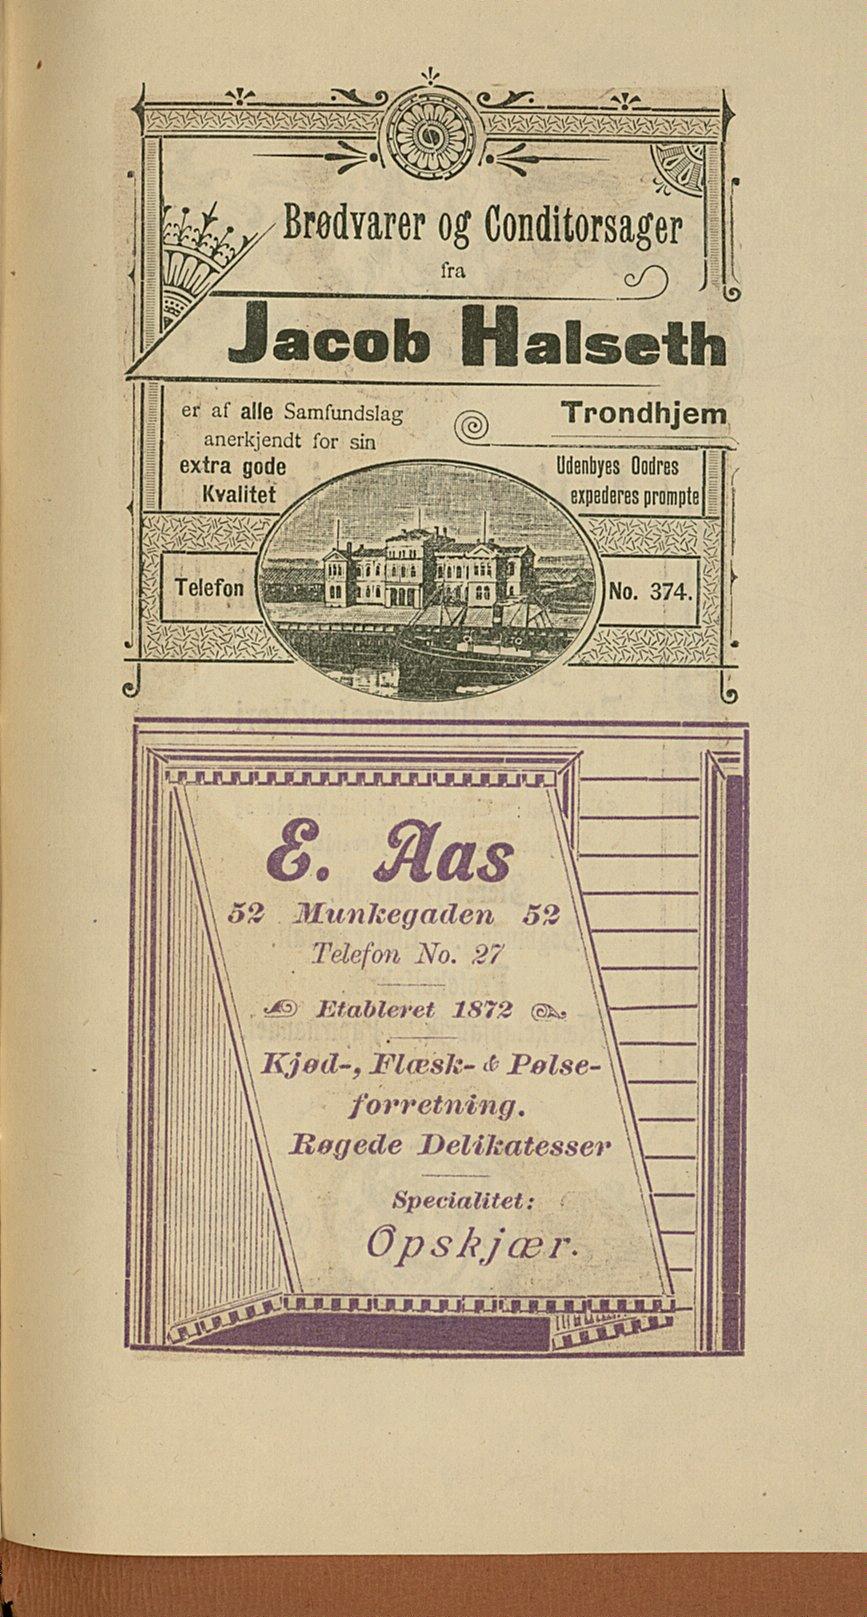 Brødvarer og Conditorsager
fra
Jacob Halseth
Trondhjem
er af alle Samfundslag
anerkjendt for sin
extra gode
Kvalitet
Udenbyes Oodres
expederes prompte
Telefon
No. 374.
E. Aas
52 Munkegaden 52
Telefon No. 27
Etableret 1872
Kjød-, Flæsk- & Pølse-
forretning.
Røgede Delikatesser
Specialitet:
Opskjær.